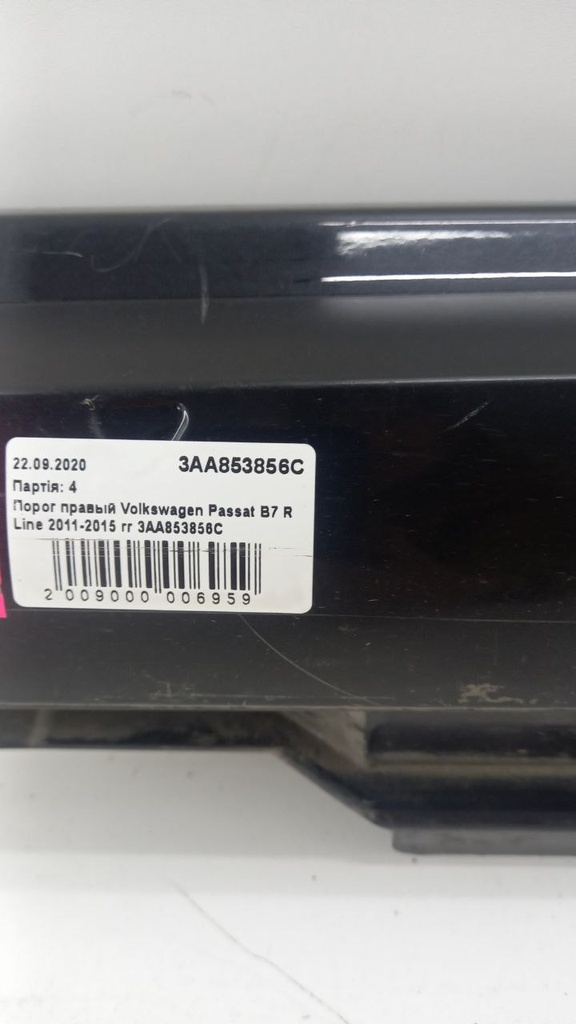 22.09.2020 3AA853856C
Партія: 4
Порог правый Volkswagen Passat B7 R
Line 2011-2015 гг 3AA853856C
2 009000 006959